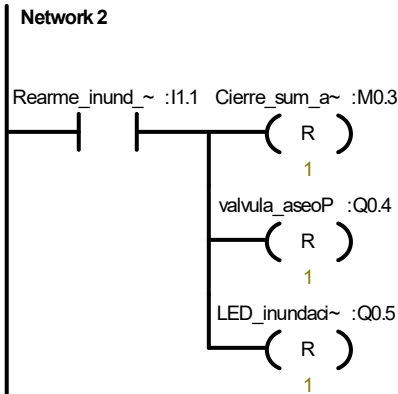 Network 2
Rearme_inund_~ :I1.1 Cierre_sum_a~ :M0.3
R
1
valvula_aseoP :Q0.4
R
1
LED_inundaci~ :Q0.5
R
1